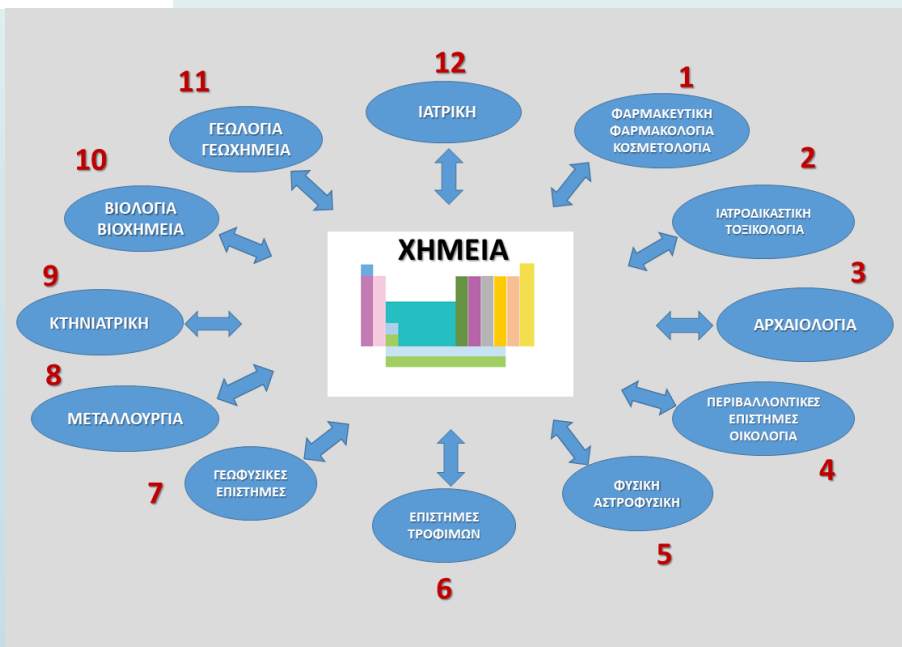 ΧΗΜΕΙΑ
12
ΙΑΤΡΙΚΗ
1
ΦΑΡΜΑΚΕΥΤΙΚΗ
ΦΑΡΜΑΚΟΛΟΓΙΑ
ΚΟΣΜΕΤΟΛΟΓΙΑ
2
ΙΑΤΡΟΔΙΚΑΣΤΙΚΗ
ΤΟΞΙΚΟΛΟΓΙΑ
3
ΑΡΧΑΙΟΛΟΓΙΑ
ΠΕΡΙΒΑΛΛΟΝΤΙΚΕΣ
ΕΠΙΣΤΗΜΕΣ
ΟΙΚΟΛΟΓΙΑ
4
ΦΥΣΙΚΗ
ΑΣΤΡΟΦΥΣΙΚΗ
5
ΕΠΙΣΤΗΜΕΣ
ΤΡΟΦΙΜΩΝ
6
ΓΕΩΦΥΣΙΚΕΣ
ΕΠΙΣΤΗΜΕΣ
7
8
ΜΕΤΑΛΛΟΥΡΓΙΑ
9
ΚΤΗΝΙΑΤΡΙΚΗ
10
ΒΙΟΛΟΓΙΑ
ΒΙΟΧΗΜΕΙΑ
11
ΓΕΩΛΟΓΙΑ
ΓΕΩΧΗΜΕΙΑ